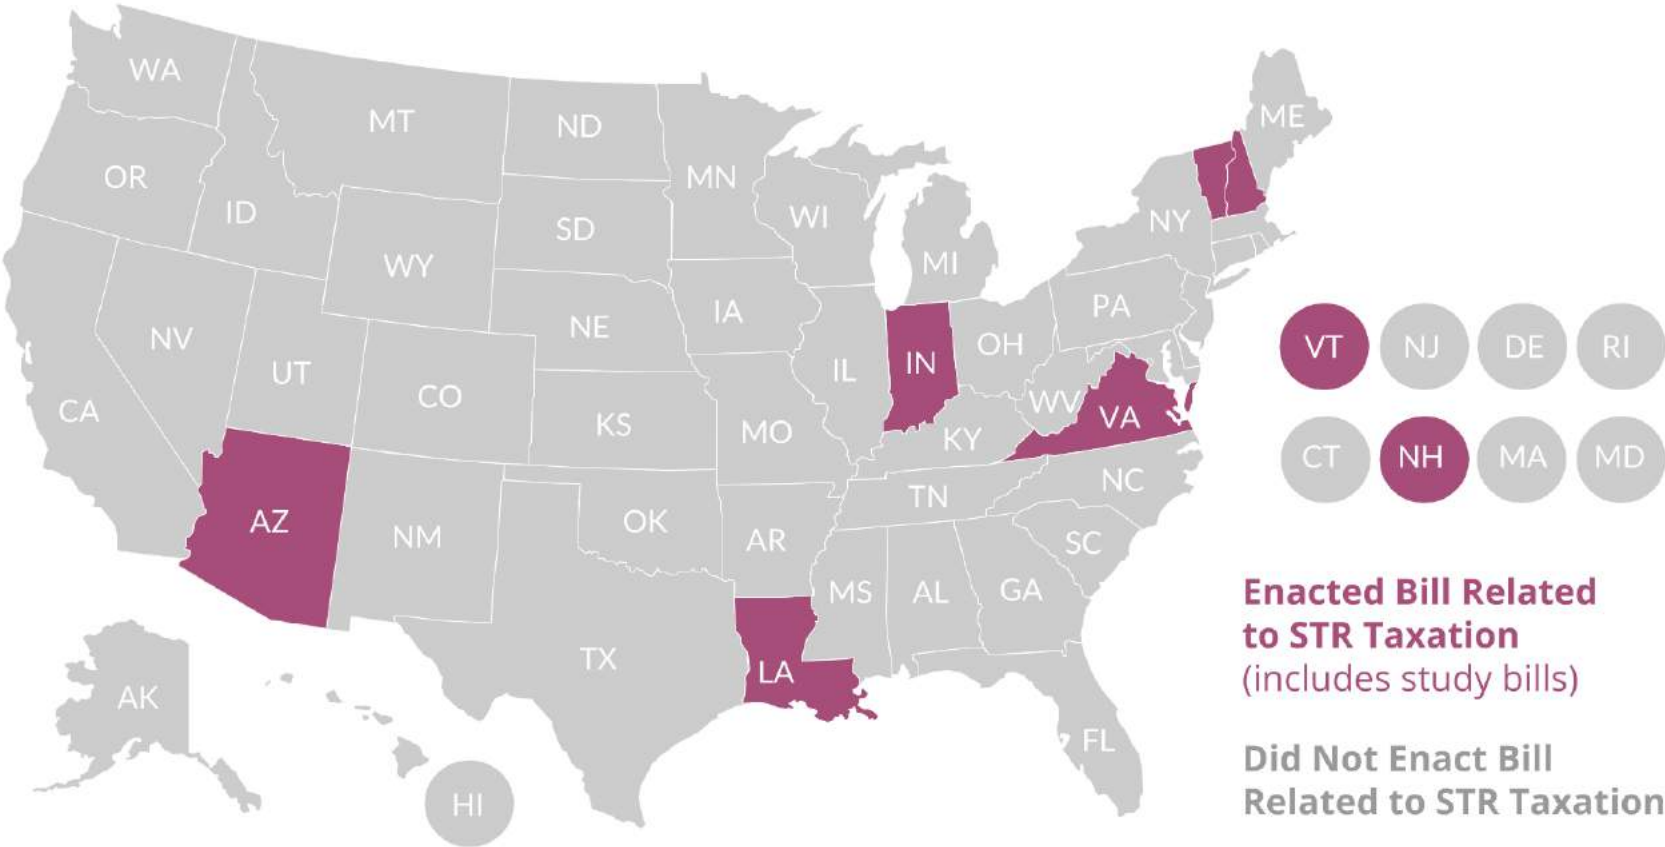 WA
MT
ND
MN
ME
OR
ID
SD
WI
NY
WY
MI
IA
PA
NE
NV
UT
CO
IL
IN
OH
VT
NJ
DE
RI
CA
KS
MO
WV
VA
KY
CT
NH
MA
MD
AZ
NM
OK
AR
TN
NC
SC
MS
AL
GA
TX
LA
AK
FL
HI
Enacted Bill Related
to STR Taxation
(includes study bills)
Did Not Enact Bill
Related to STR Taxation